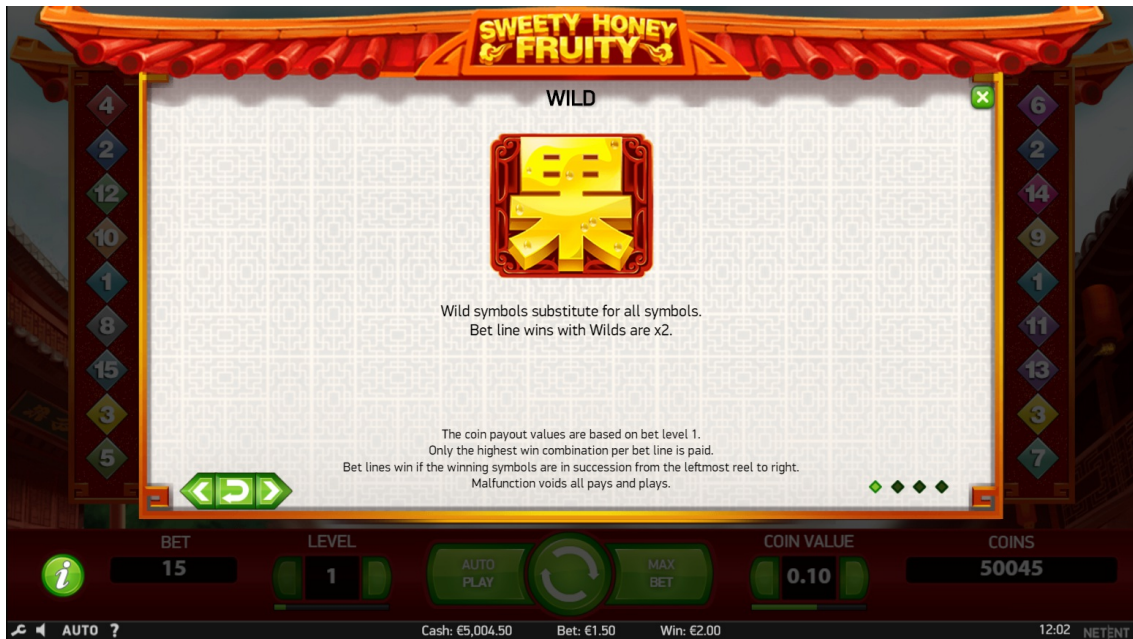 SWEETY HONEY
FRUITY
WILD
果
Wild symbols substitute for all symbols.
Bet line wins with Wilds are x2.
The coin payout values are based on bet level 1.
Only the highest win combination per bet line is paid.
Bet lines win if the winning symbols are in succession from the leftmost reel to right.
Malfunction voids all pays and plays.
4
2
12
10
1
8
15
3
5
6
2
14
9
1
11
13
3
7
BET
15
LEVEL
1
AUTO
PLAY
MAX
BET
COIN VALUE
0.10
COINS
50045
i
AUTO ?
Cash: €5,004.50 Bet: €1.50 Win: €2.00
12:02 NETENT